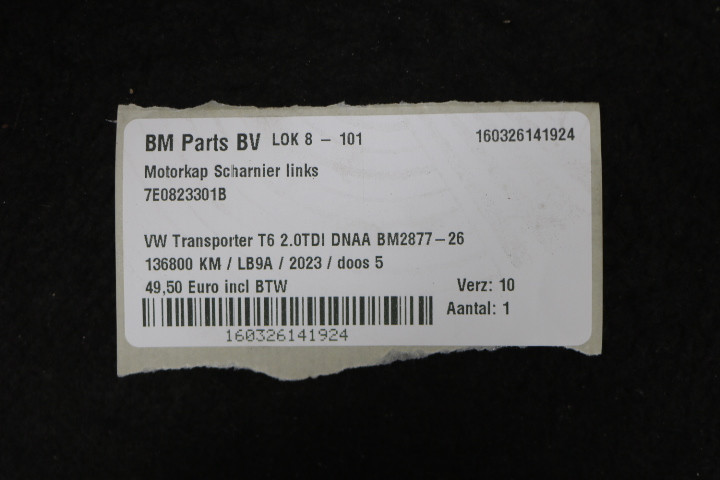 BM Parts BV LOK 8 - 101 160326141924
Motorkap Scharnier links
7E0823301B
VW Transporter T6 2.0TDI DNAA BM2877-26
136800 KM / LB9A / 2023 / doos 5
49,50 Euro incl BTW Verz: 10
Aantal: 1
160326141924